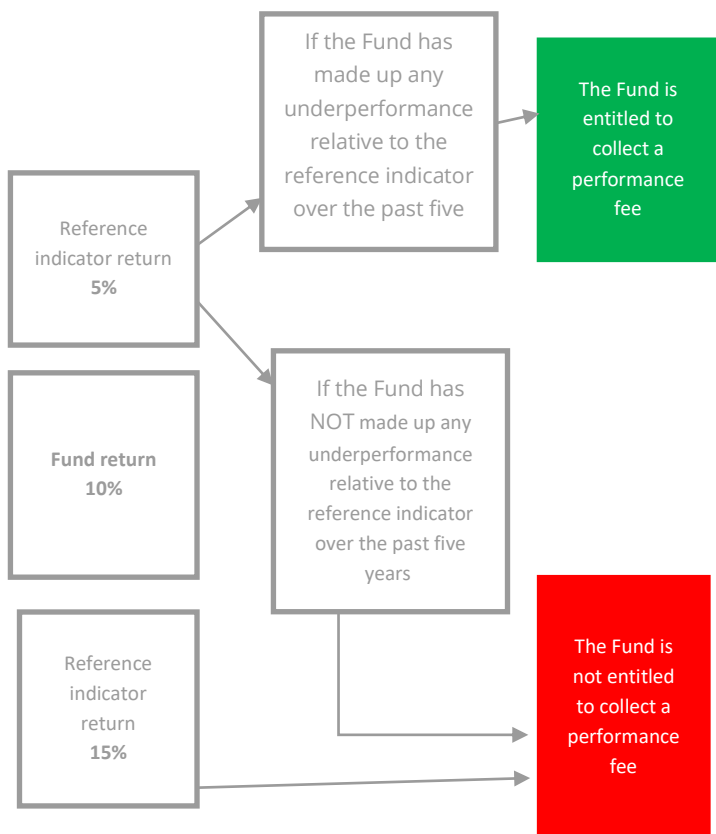 If the Fund has
made up any
underperformance
relative to the
reference indicator
over the past five
The Fund is
entitled to
collect a
performance
fee
Reference
indicator return
5%
If the Fund has
NOT made up any
underperformance
relative to the
reference indicator
over the past five
years
Fund return
10%
Reference
indicator
return
15%
The Fund is
not entitled
to collect a
performance
fee